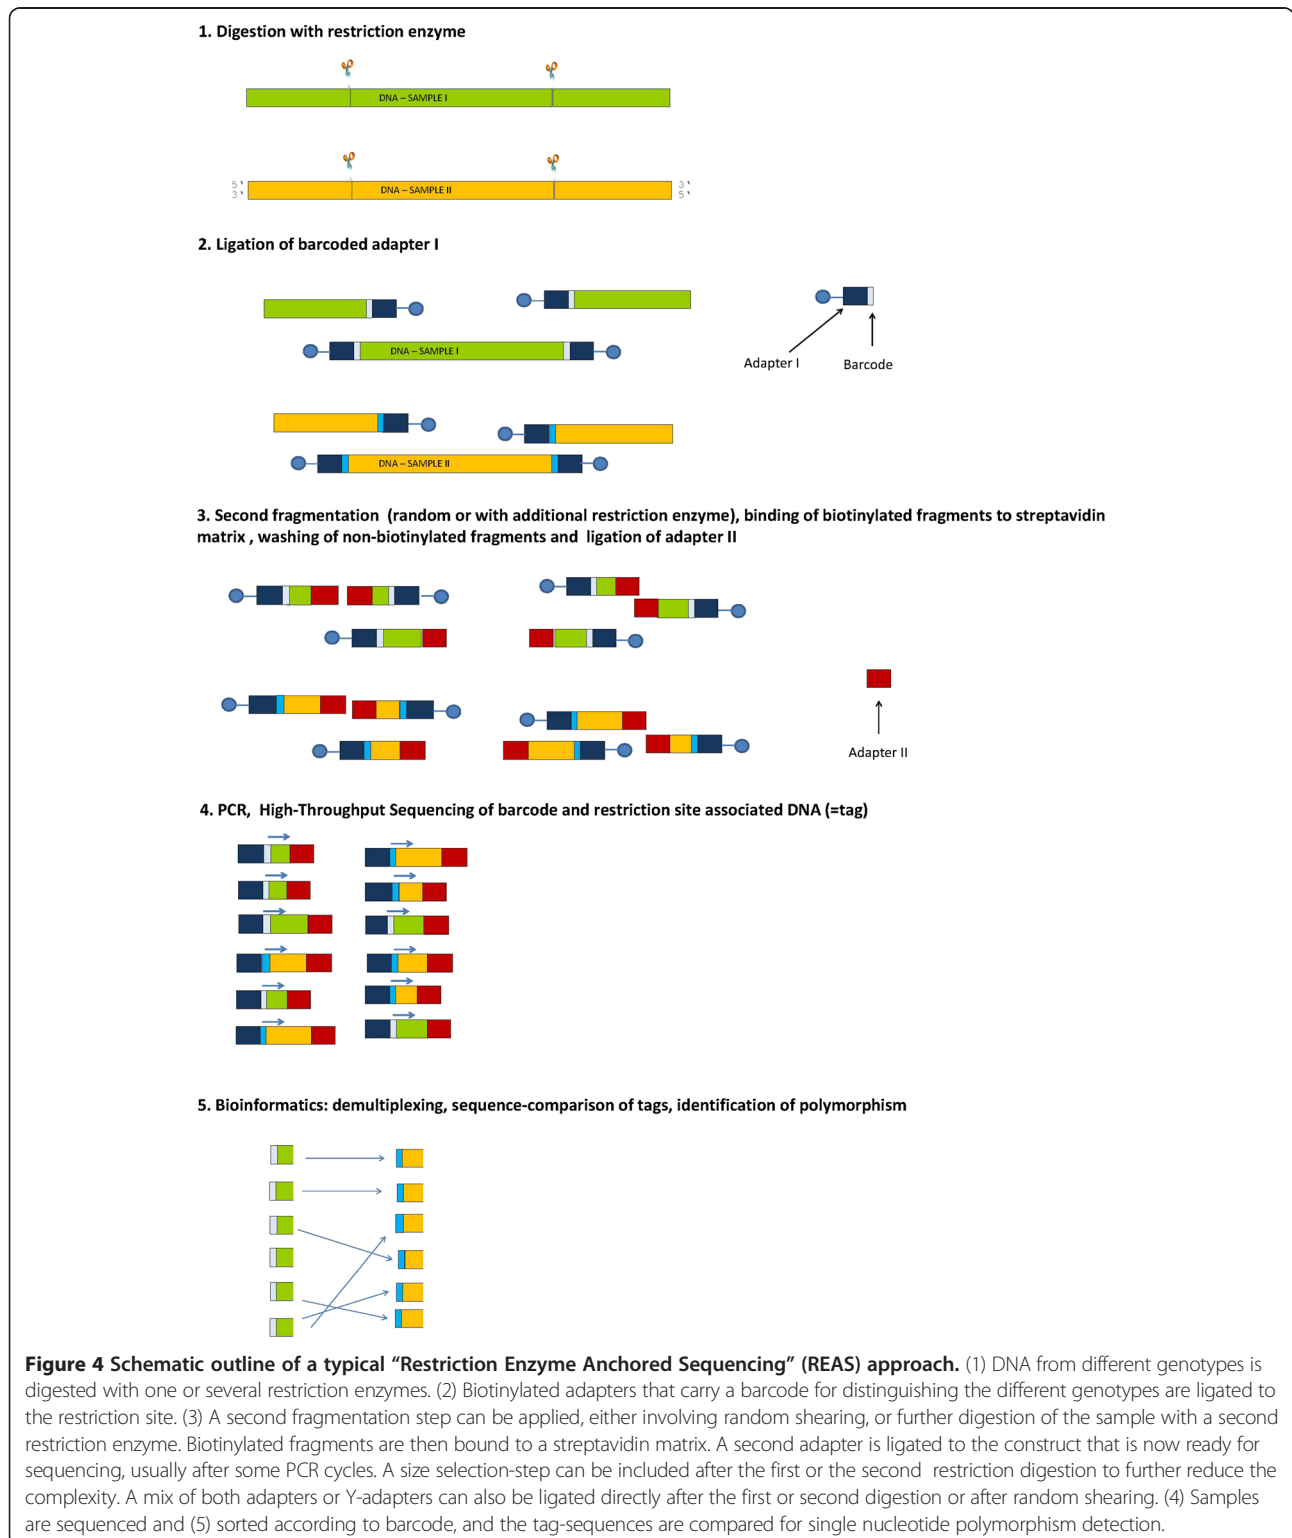 1. Digestion with restriction enzyme
DNA – SAMPLE I
5` 3`
DNA – SAMPLE II
3` 5`
2. Ligation of barcoded adapter I
DNA – SAMPLE I
Adapter I
Barcode
DNA – SAMPLE II
3. Second fragmentation (random or with additional restriction enzyme), binding of biotinylated fragments to streptavidin
matrix , washing of non-biotinylated fragments and ligation of adapter II
Adapter II
4. PCR, High-Throughput Sequencing of barcode and restriction site associated DNA (=tag)
5. Bioinformatics: demultiplexing, sequence-comparison of tags, identification of polymorphism
Figure 4 Schematic outline of a typical “Restriction Enzyme Anchored Sequencing” (REAS) approach. (1) DNA from different genotypes is
digested with one or several restriction enzymes. (2) Biotinylated adapters that carry a barcode for distinguishing the different genotypes are ligated to
the restriction site. (3) A second fragmentation step can be applied, either involving random shearing, or further digestion of the sample with a second
restriction enzyme. Biotinylated fragments are then bound to a streptavidin matrix. A second adapter is ligated to the construct that is now ready for
sequencing, usually after some PCR cycles. A size selection-step can be included after the first or the second restriction digestion to further reduce the
complexity. A mix of both adapters or Y-adapters can also be ligated directly after the first or second digestion or after random shearing. (4) Samples
are sequenced and (5) sorted according to barcode, and the tag-sequences are compared for single nucleotide polymorphism detection.